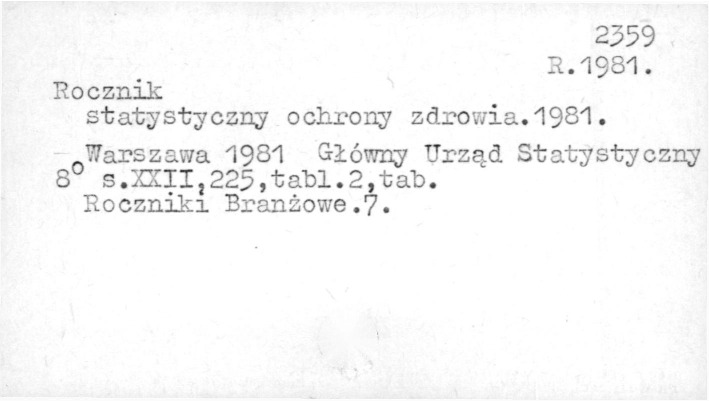 2359
R.1981.
Rocznik
statystyczny ochrony zdrowia.1981.
Warszawa 1981 Główny Urząd Statystyczny
8° s.XXII,225,tabl.2,tab.
Roczniki Branżowe.7.